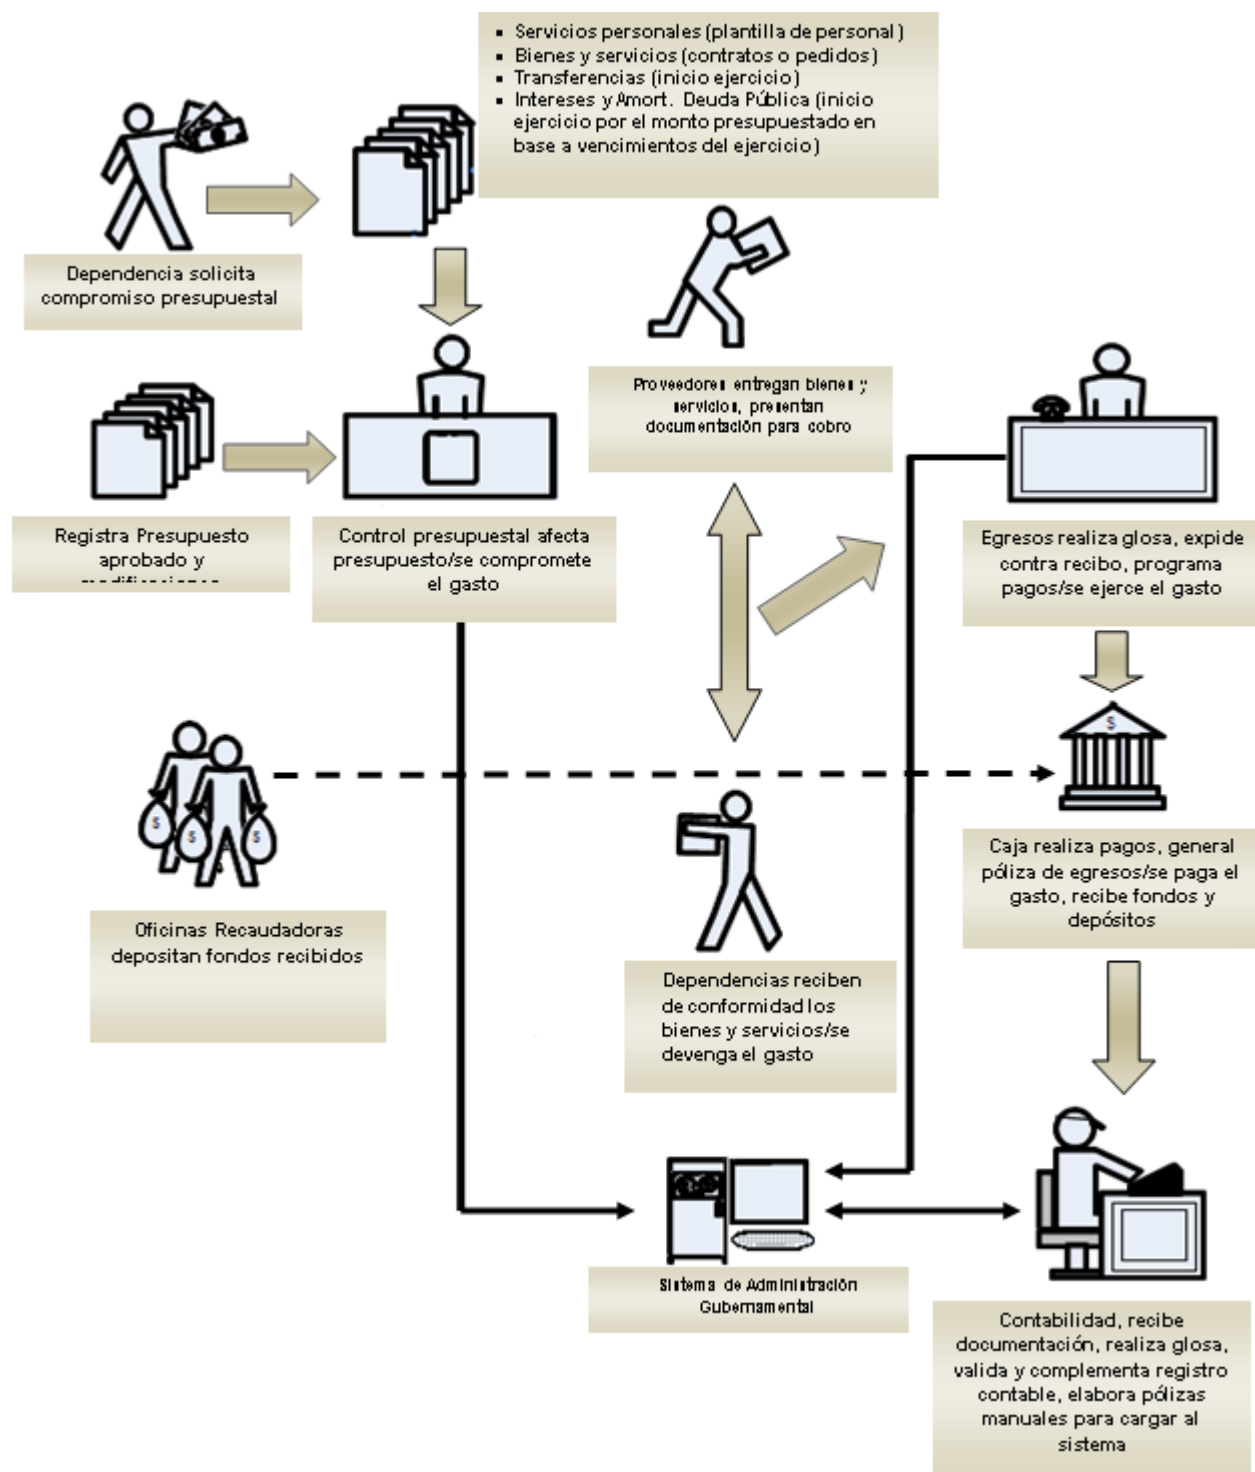 ▪ Servicios personales (plantilla de personal)
▪ Bienes y servicios (contratos o pedidos)
▪ Transferencias (inicio ejercicio)
▪ Intereses y Amort. Deuda Pública (inicio
ejercicio por el monto presupuestado en
base a vencimientos del ejercicio)
Dependencia solicita
compromiso presupuestal
Proveedores entregan bienes y
servicios, presentan
documentación para cobro
Registra Presupuesto
aprobado y
modificaciones
Control presupuestal afecta
presupuesto/se compromete
el gasto
Egresos realiza glosa, expide
contra recibo, programa
pagos/se ejerce el gasto
$
$ $ $
Oficinas Recaudadoras
depositan fondos recibidos
Caja realiza pagos, general
póliza de egresos/se paga el
gasto, recibe fondos y
depósitos
Dependencias reciben
de conformidad los
bienes y servicios/se
devenga el gasto
Sistema de Administración
Gubernamental
Contabilidad, recibe
documentación, realiza glosa,
valida y complementa registro
contable, elabora pólizas
manuales para cargar al
sistema